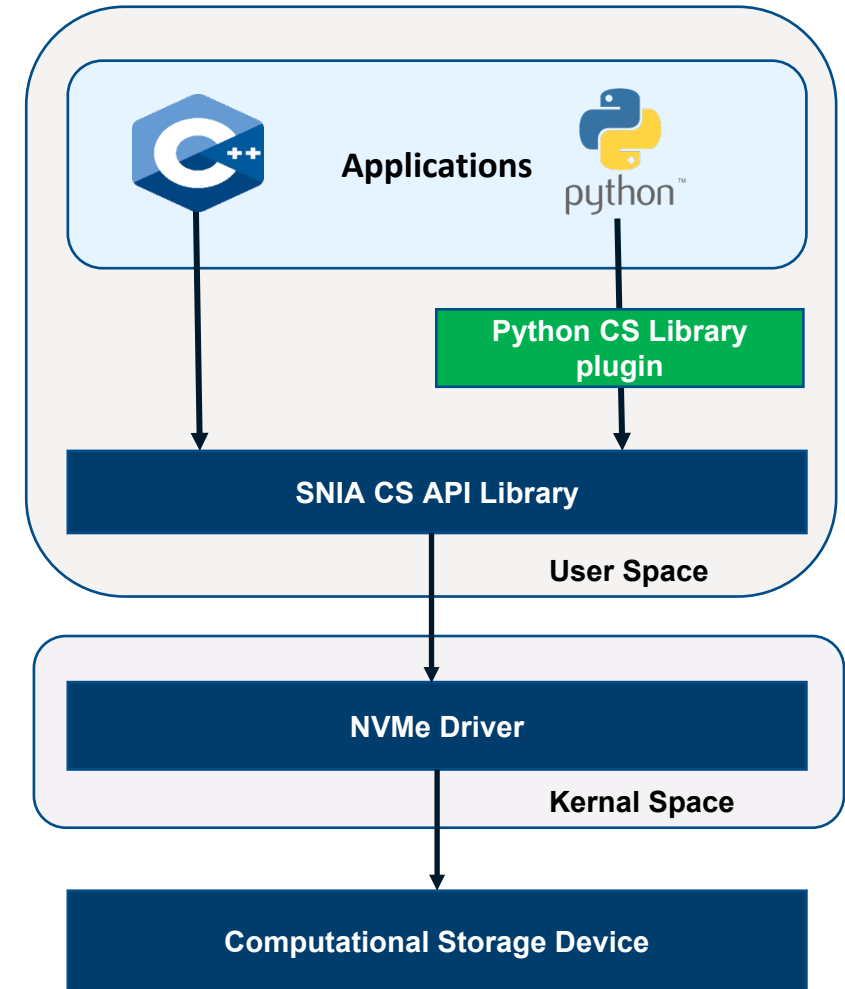 C++
Applications
python™
Python CS Library
plugin
SNIA CS API Library
User Space
NVMe Driver
Kernal Space
Computational Storage Device